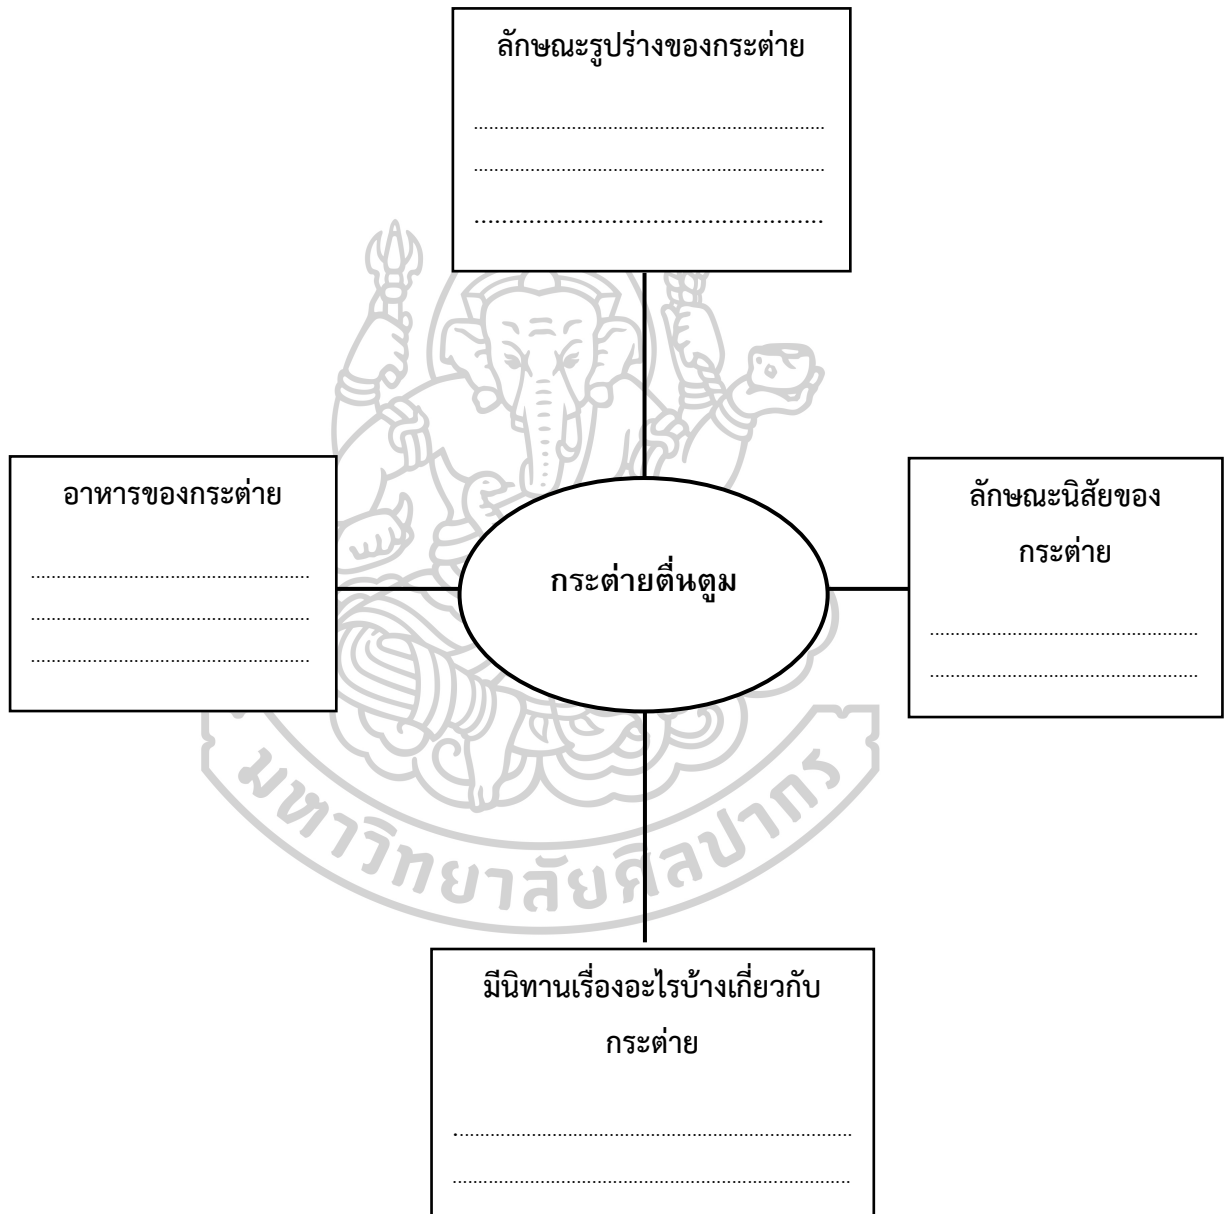 ลักษณะรูปร่างของกระต่าย
........................................................................
........................................................................
...................................................
อาหารของกระต่าย
..........................................................
..........................................................
..........................................................
กระต่ายตื่นตูม
ลักษณะนิสัยของ
กระต่าย
........................................................
........................................................
มหาวิทยาลัยศิลปากร
มีนิทานเรื่องอะไรบ้างเกี่ยวกับ
กระต่าย
..................................................................................
..................................................................................